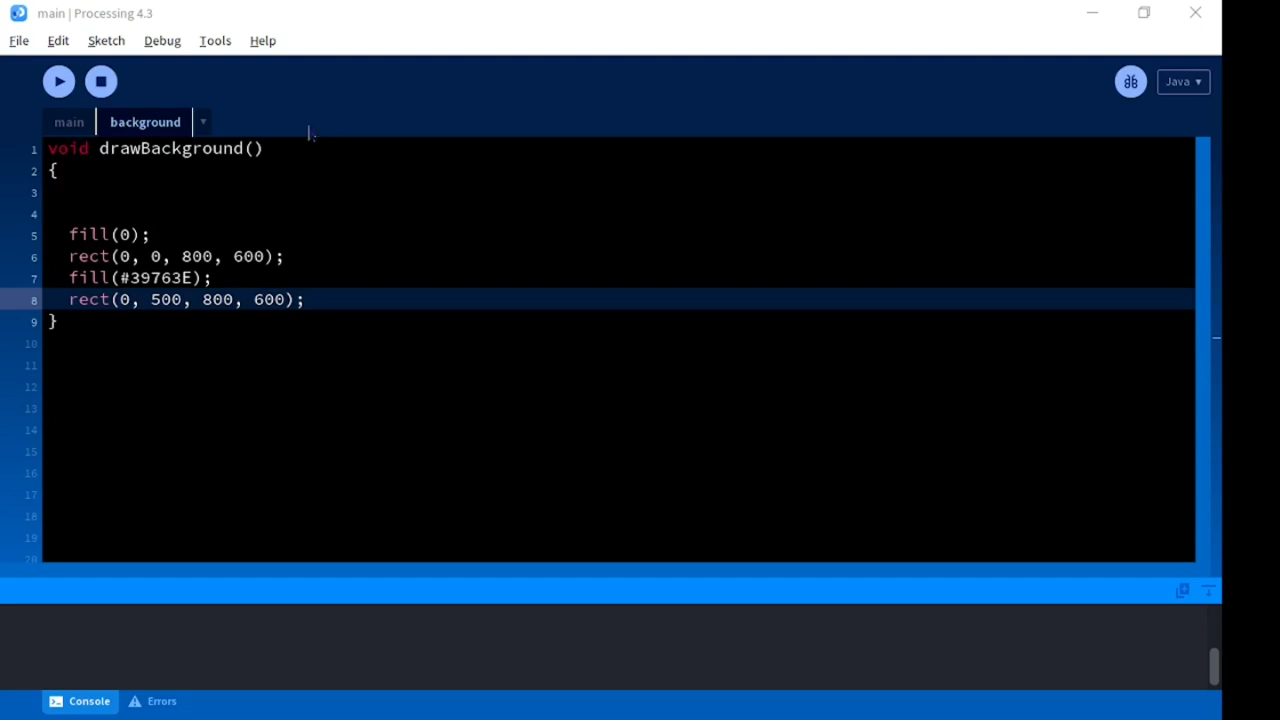 main | Processing 4.3
File Edit Sketch Debug Tools Help
Java ▾
main background ▾
1 void drawBackground()
2 {
3
4
5 fill(0);
6 rect(0, 0, 800, 600);
7 fill(#39763E);
8 rect(0, 500, 800, 600);
9 }
10
11
12
13
14
15
16
17
18
19
20
Console Errors